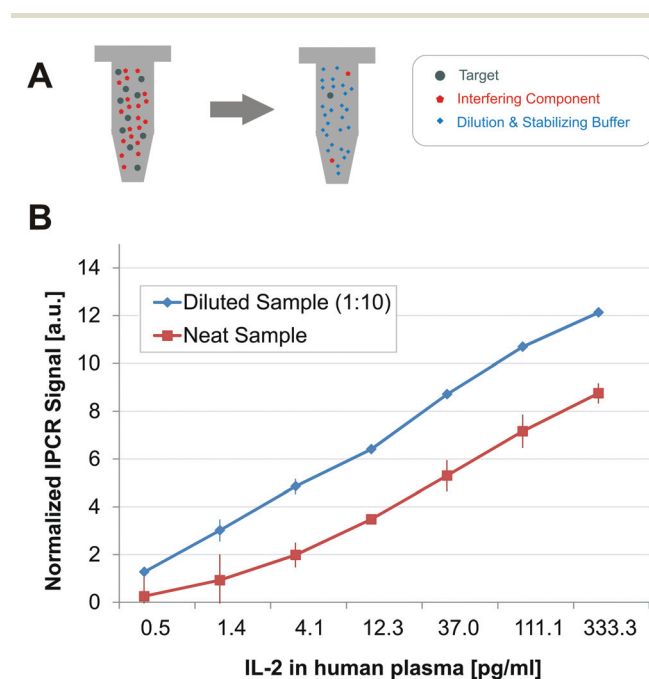 A
Target
Interfering Component
Dilution & Stabilizing Buffer
B
Normalized IPCR Signal [a.u.]
14
12
10
8
6
4
2
0
Diluted Sample (1:10)
Neat Sample
0.5 1.4 4.1 12.3 37.0 111.1 333.3
IL-2 in human plasma [pg/ml]